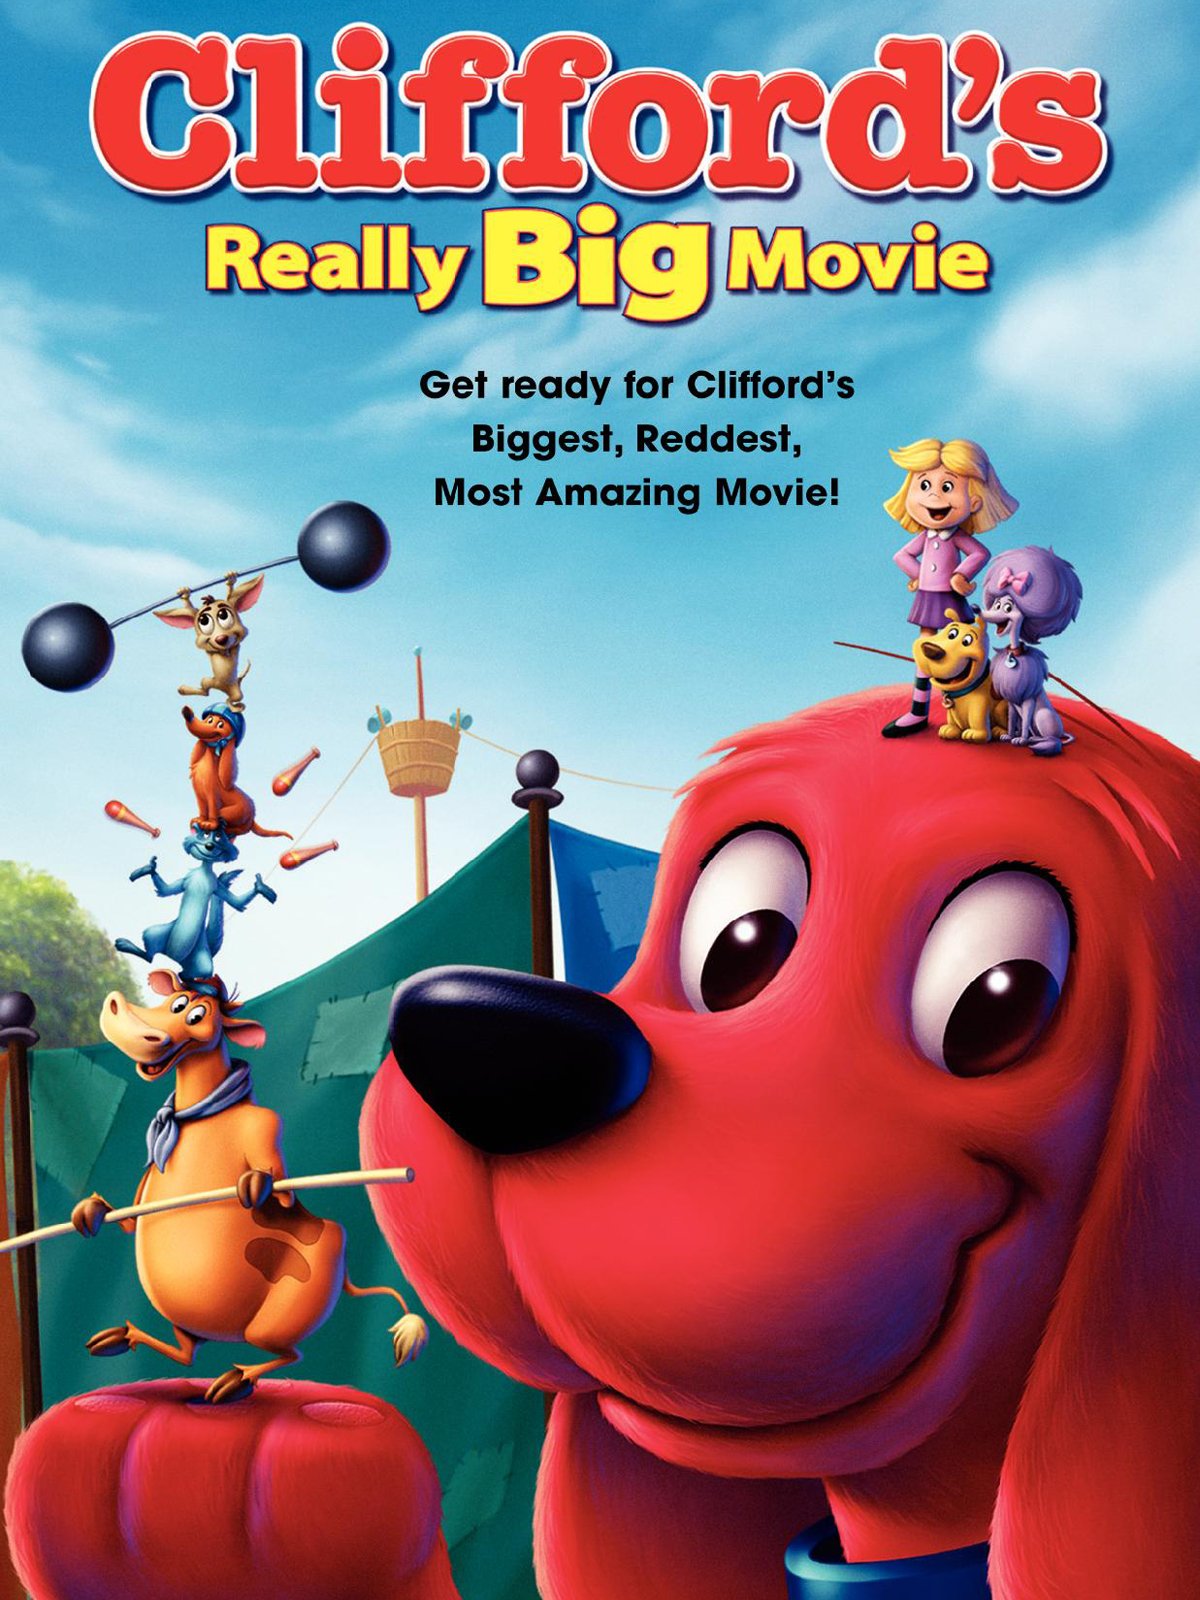 Clifford's
Really Big Movie
Get ready for Clifford's
Biggest, Reddest,
Most Amazing Movie!